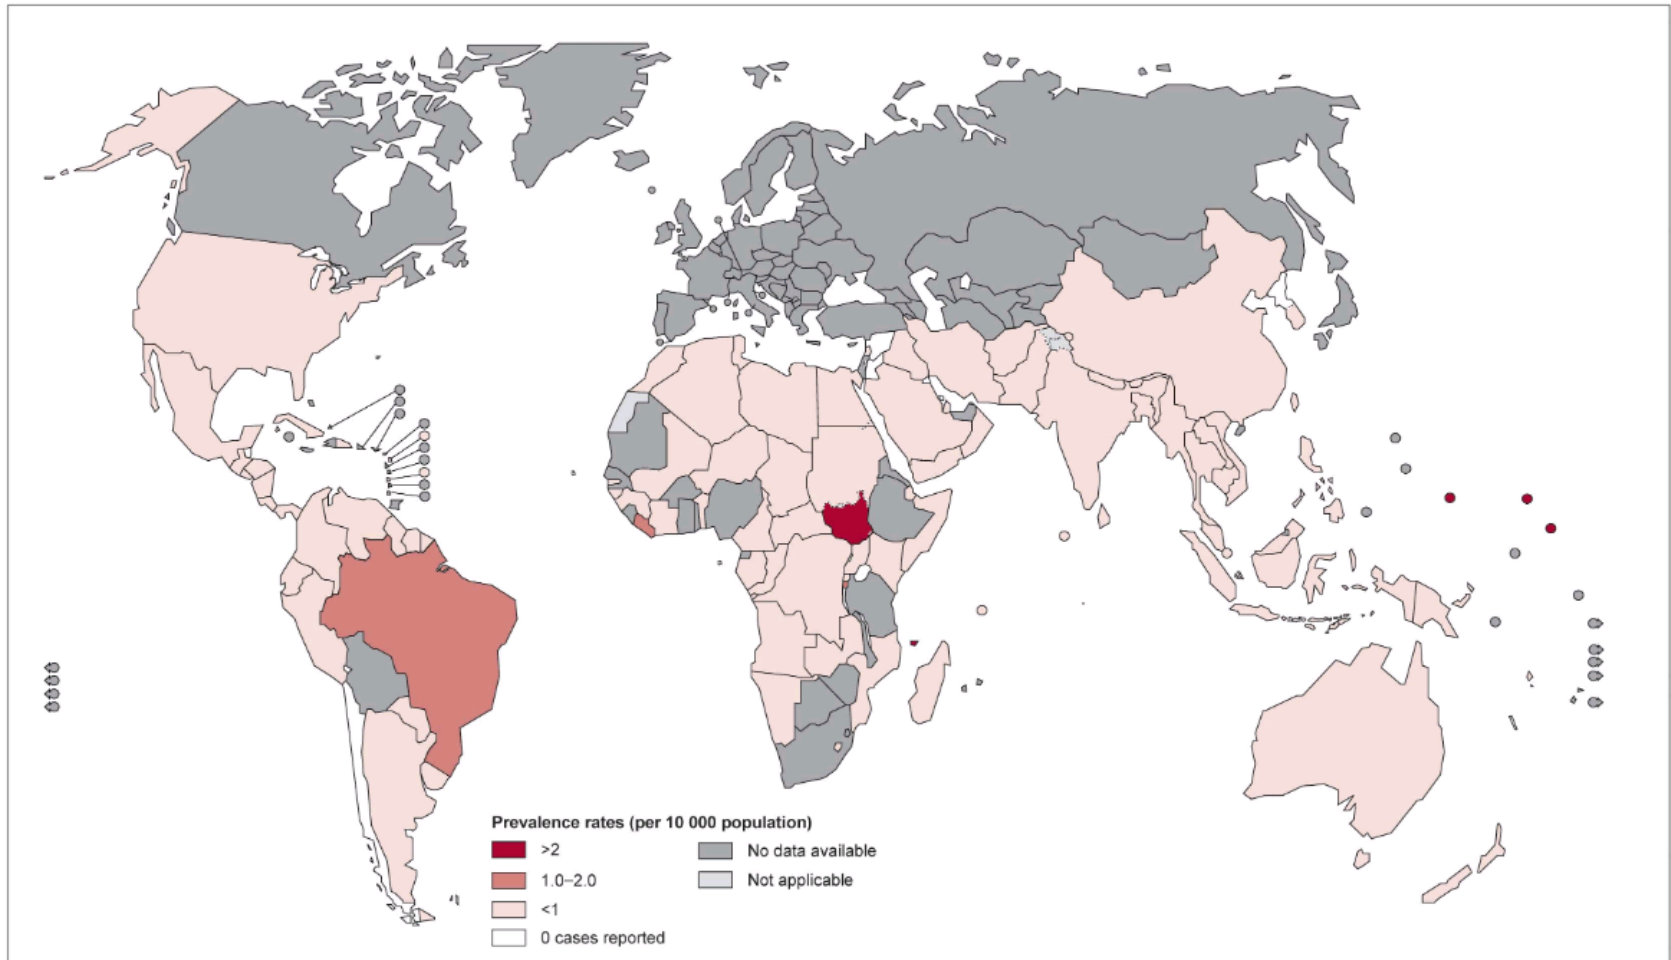 Prevalence rates (per 10 000 population)
>2
1.0–2.0
<1
0 cases reported
No data available
Not applicable